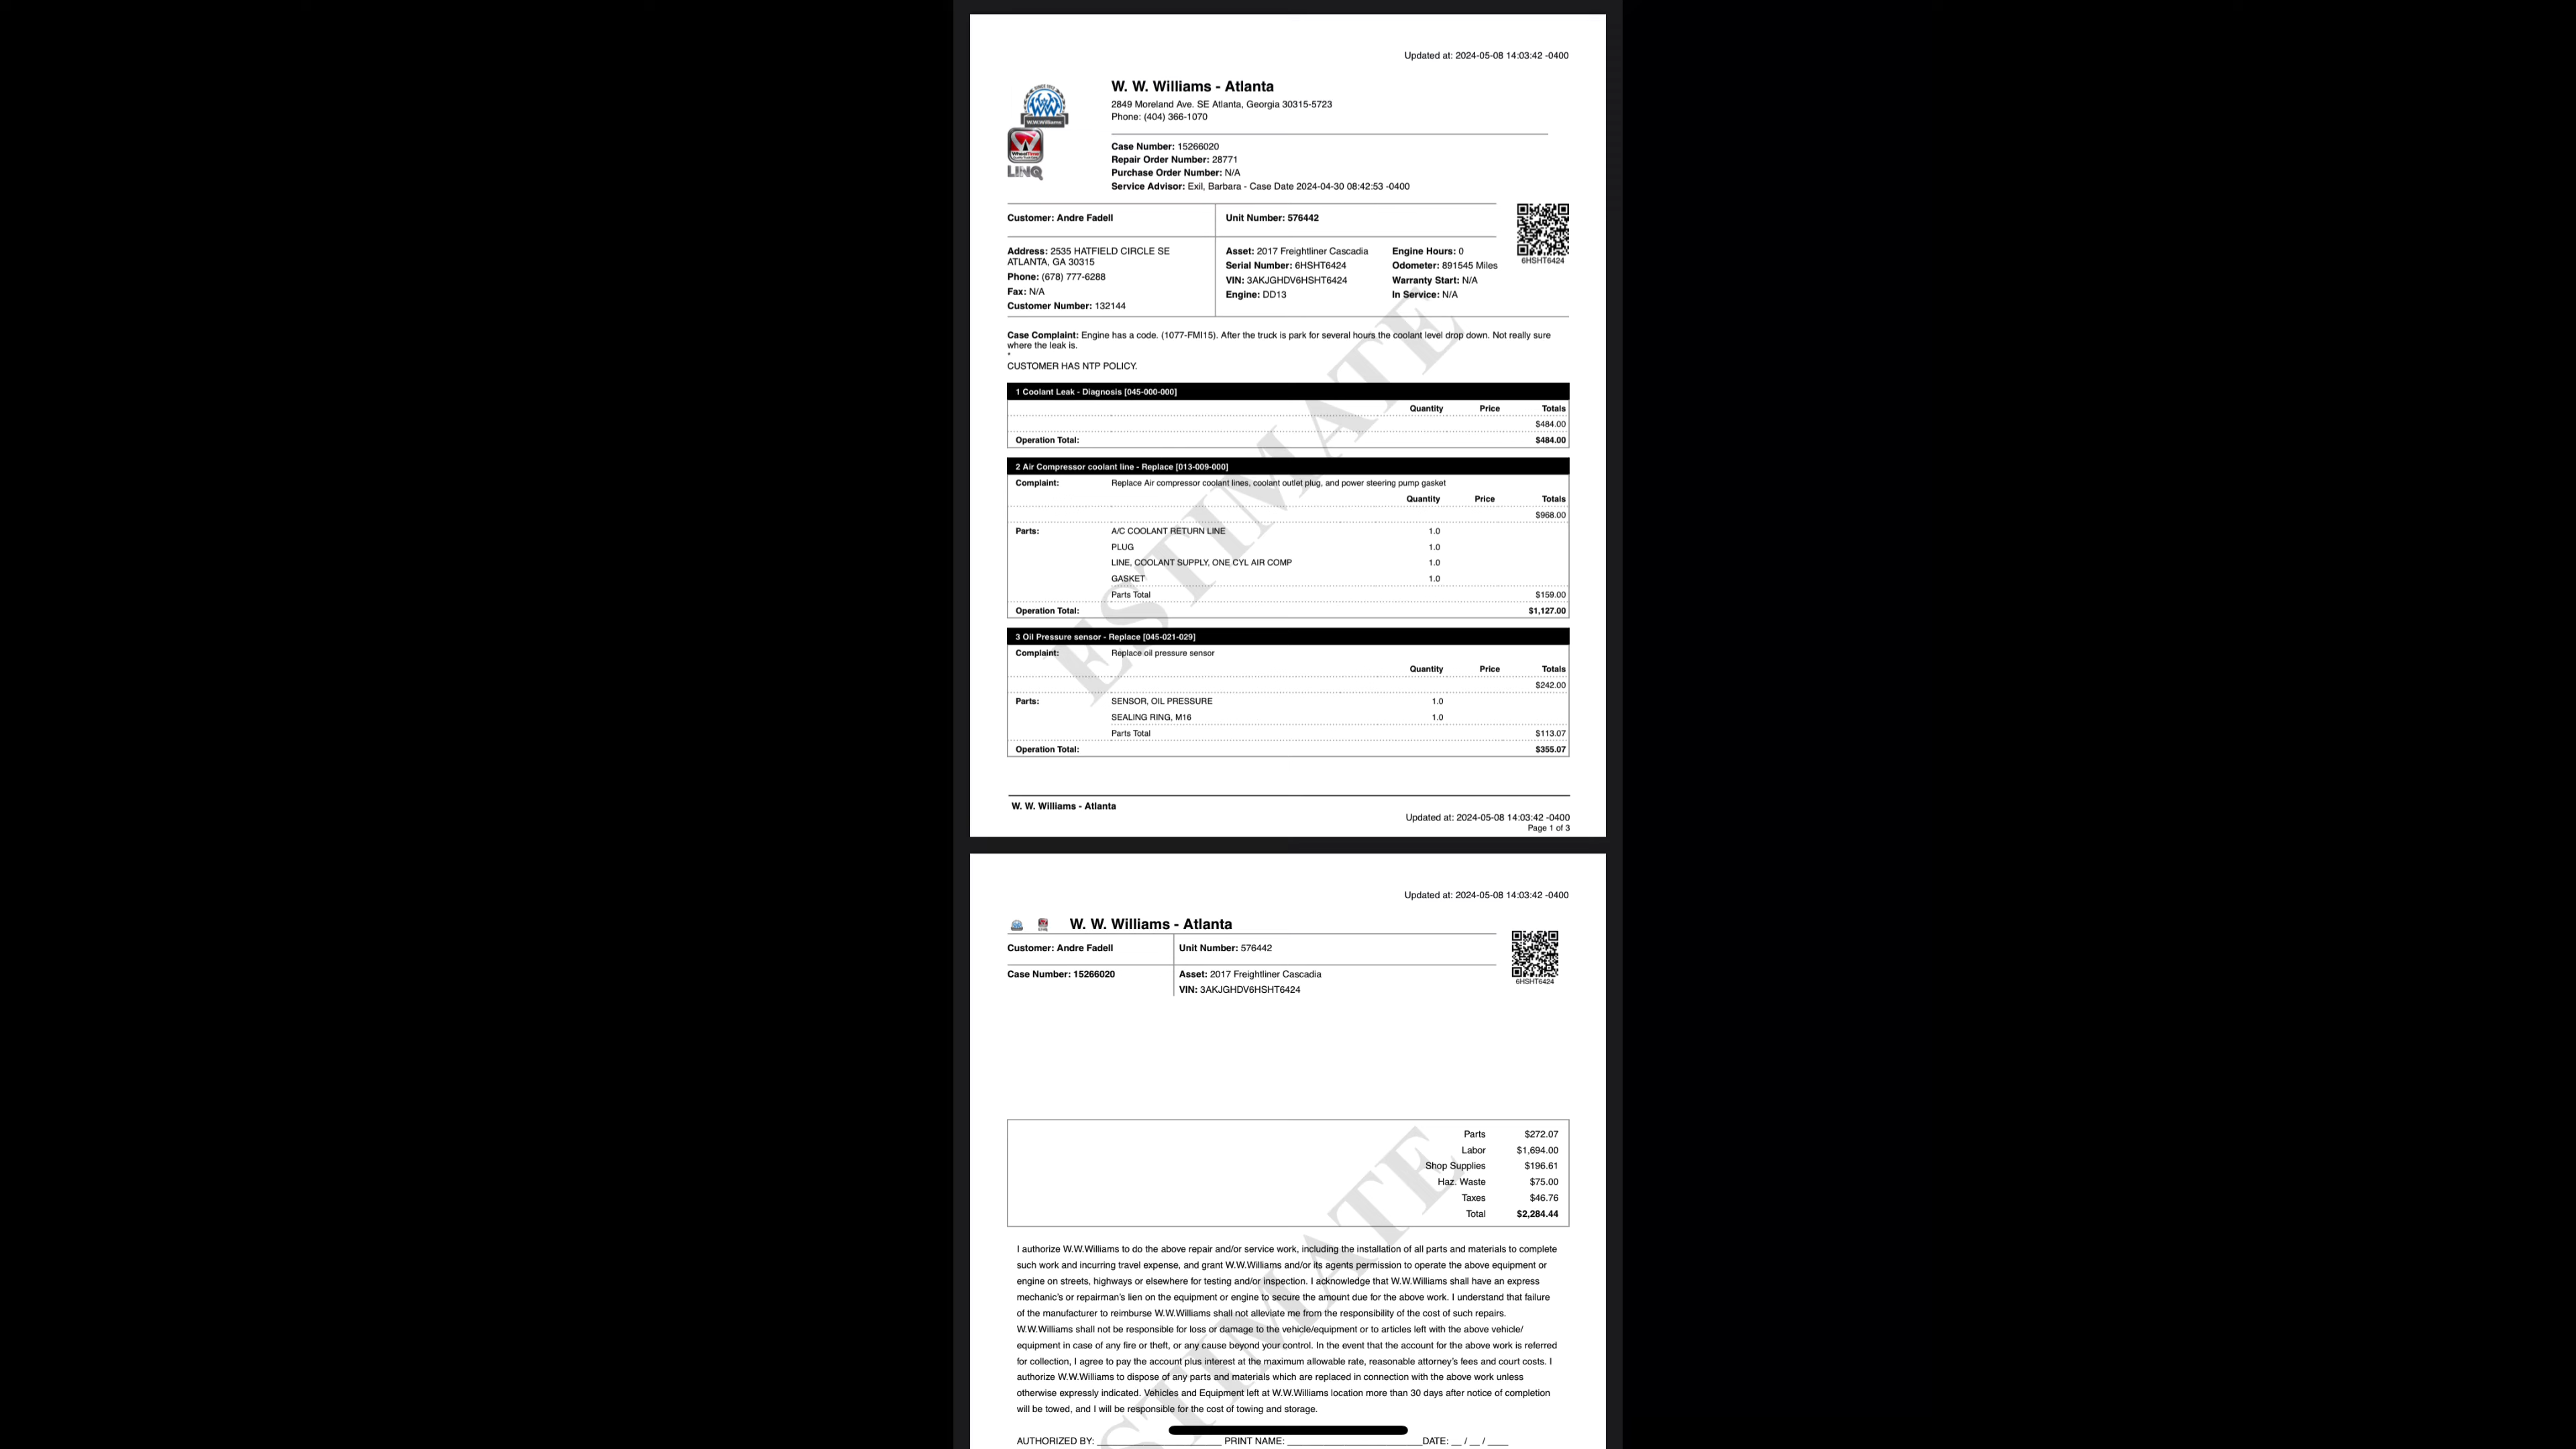 Updated at: 2024-05-08 14:03:42 -0400
W. W. Williams - Atlanta
2849 Moreland Ave. SE Atlanta, Georgia 30315-5723
Phone: (404) 366-1070
W.W.Williams
WheelTime
LINQ
Case Number: 15266020
Repair Order Number: 28771
Purchase Order Number: N/A
Service Advisor: Exil, Barbara - Case Date 2024-04-30 08:42:53 -0400
Customer: Andre Fadell
Unit Number: 576442
6HSHT6424
Address: 2535 HATFIELD CIRCLE SE
ATLANTA, GA 30315
Phone: (678) 777-6288
Fax: N/A
Customer Number: 132144
Asset: 2017 Freightliner Cascadia
Serial Number: 6HSHT6424
VIN: 3AKJGHDV6HSHT6424
Engine: DD13
Engine Hours: 0
Odometer: 891545 Miles
Warranty Start: N/A
In Service: N/A
Case Complaint: Engine has a code. (1077-FMI15). After the truck is park for several hours the coolant level drop down. Not really sure
where the leak is.
*
CUSTOMER HAS NTP POLICY.
ESTIMATE
1 Coolant Leak - Diagnosis [045-000-000]
Quantity Price Totals
$484.00
Operation Total: $484.00
2 Air Compressor coolant line - Replace [013-009-000]
Complaint: Replace Air compressor coolant lines, coolant outlet plug, and power steering pump gasket
Quantity Price Totals
$968.00
Parts: A/C COOLANT RETURN LINE 1.0
PLUG 1.0
LINE, COOLANT SUPPLY, ONE CYL AIR COMP 1.0
GASKET 1.0
Parts Total $159.00
Operation Total: $1,127.00
3 Oil Pressure sensor - Replace [045-021-029]
Complaint: Replace oil pressure sensor
Quantity Price Totals
$242.00
Parts: SENSOR, OIL PRESSURE 1.0
SEALING RING, M16 1.0
Parts Total $113.07
Operation Total: $355.07
W. W. Williams - Atlanta
Updated at: 2024-05-08 14:03:42 -0400
Page 1 of 3
Updated at: 2024-05-08 14:03:42 -0400
W. W. Williams - Atlanta
Customer: Andre Fadell
Unit Number: 576442
Case Number: 15266020
Asset: 2017 Freightliner Cascadia
VIN: 3AKJGHDV6HSHT6424
6HSHT6424
Parts $272.07
Labor $1,694.00
Shop Supplies $196.61
Haz. Waste $75.00
Taxes $46.76
Total $2,284.44
ESTIMATE
I authorize W.W.Williams to do the above repair and/or service work, including the installation of all parts and materials to complete
such work and incurring travel expense, and grant W.W.Williams and/or its agents permission to operate the above equipment or
engine on streets, highways or elsewhere for testing and/or inspection. I acknowledge that W.W.Williams shall have an express
mechanic's or repairman's lien on the equipment or engine to secure the amount due for the above work. I understand that failure
of the manufacturer to reimburse W.W.Williams shall not alleviate me from the responsibility of the cost of such repairs.
W.W.Williams shall not be responsible for loss or damage to the vehicle/equipment or to articles left with the above vehicle/
equipment in case of any fire or theft, or any cause beyond your control. In the event that the account for the above work is referred
for collection, I agree to pay the account plus interest at the maximum allowable rate, reasonable attorney's fees and court costs. I
authorize W.W.Williams to dispose of any parts and materials which are replaced in connection with the above work unless
otherwise expressly indicated. Vehicles and Equipment left at W.W.Williams location more than 30 days after notice of completion
will be towed, and I will be responsible for the cost of towing and storage.
AUTHORIZED BY: ______ PRINT NAME: ______ DATE: __ / __ / ____